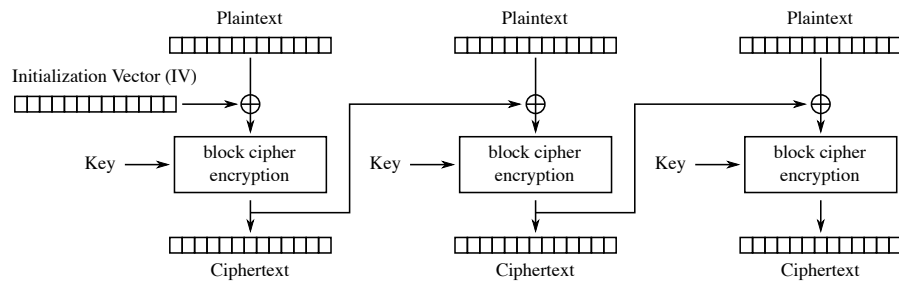 Plaintext
Plaintext
Plaintext
Initialization Vector (IV)
Key
block cipher
encryption
Key
block cipher
encryption
Key
block cipher
encryption
Ciphertext
Ciphertext
Ciphertext